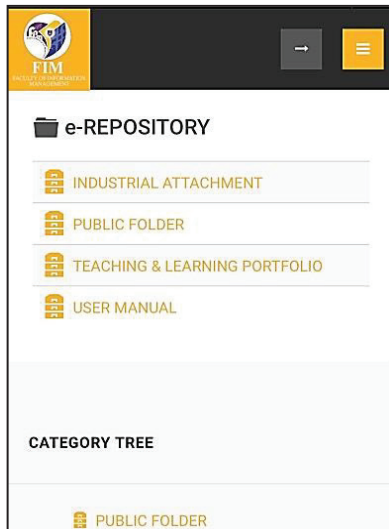 FIM
FACULTY OF INFORMATION
MANAGEMENT
e-REPOSITORY
INDUSTRIAL ATTACHMENT
PUBLIC FOLDER
TEACHING & LEARNING PORTFOLIO
USER MANUAL
CATEGORY TREE
PUBLIC FOLDER